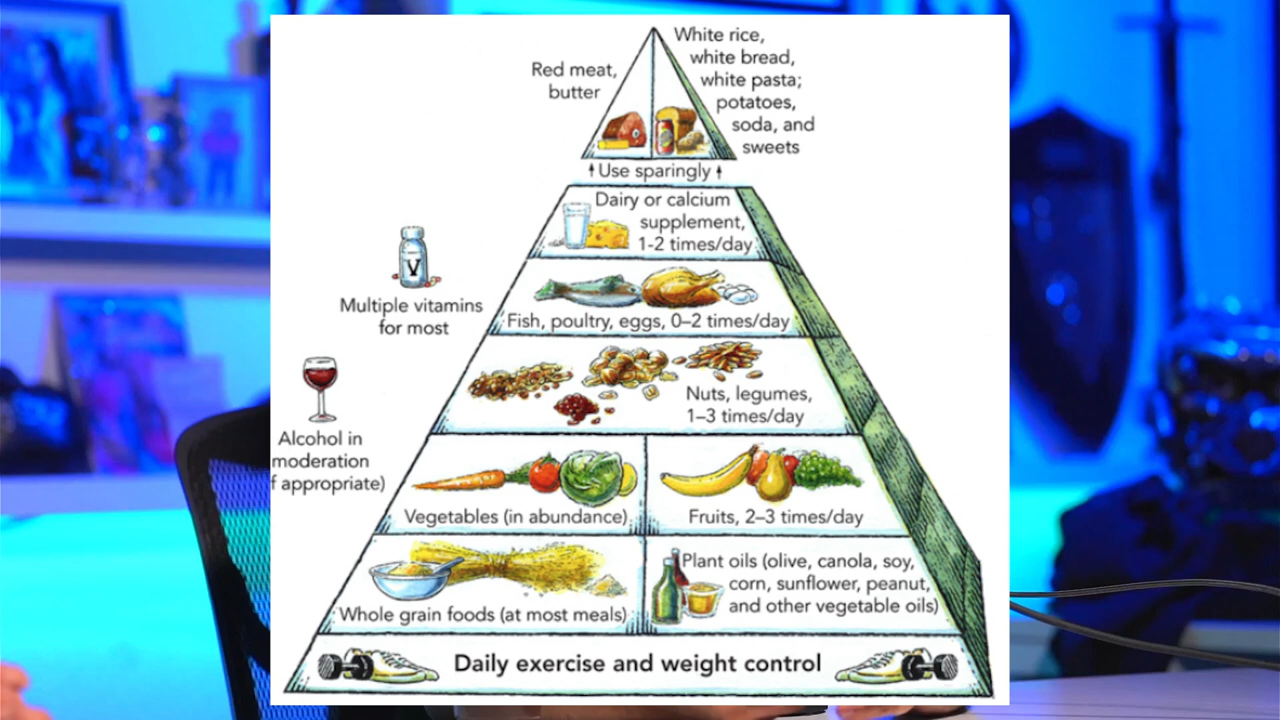 White rice,
white bread,
white pasta;
potatoes,
soda, and
sweets
Red meat,
butter
Use sparingly
Dairy or calcium
supplement,
1-2 times/day
V
Multiple vitamins
for most
Fish, poultry, eggs, 0–2 times/day
Nuts, legumes,
1–3 times/day
Alcohol in
moderation
f appropriate)
Vegetables (in abundance)
Fruits, 2–3 times/day
Plant oils (olive, canola, soy,
corn, sunflower, peanut,
and other vegetable oils)
Whole grain foods (at most meals)
Daily exercise and weight control